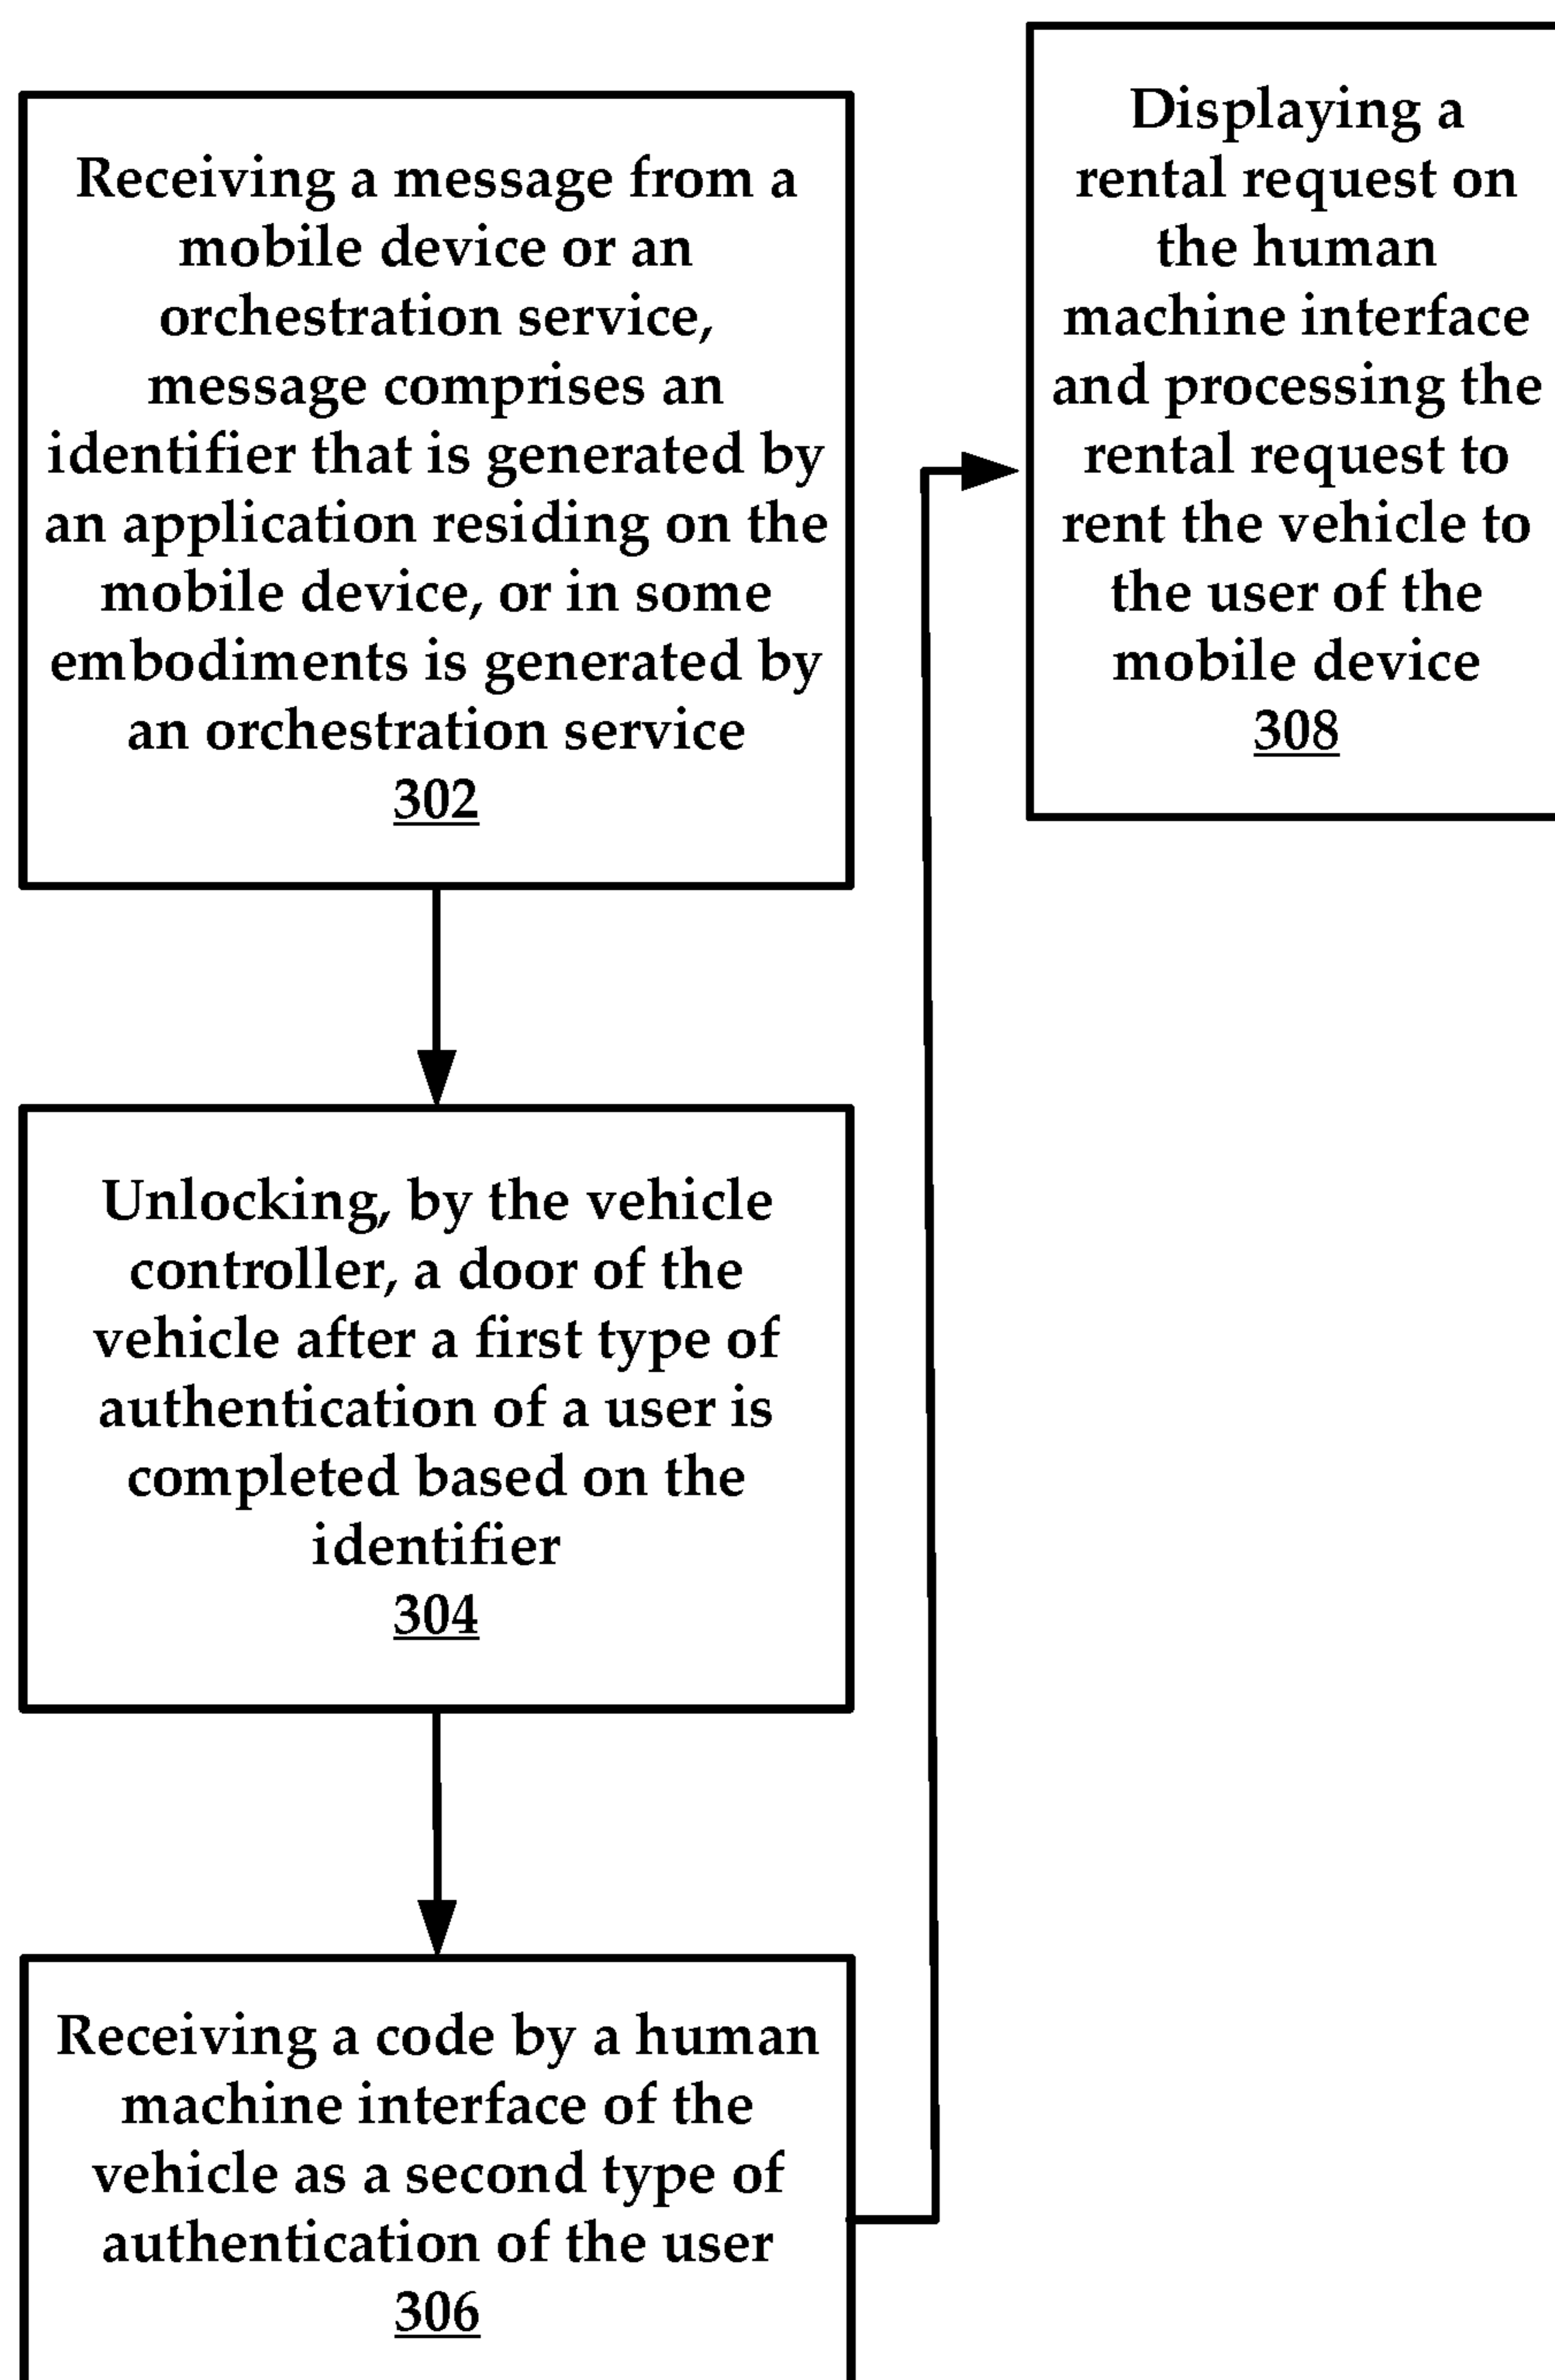 Receiving a message from a
mobile device or an
orchestration service,
message comprises an
identifier that is generated by
an application residing on the
mobile device, or in some
embodiments is generated by
an orchestration service
302
Unlocking, by the vehicle
controller, a door of the
vehicle after a first type of
authentication of a user is
completed based on the
identifier
304
Receiving a code by a human
machine interface of the
vehicle as a second type of
authentication of the user
306
Displaying a
rental request on
the human
machine interface
and processing the
rental request to
rent the vehicle to
the user of the
mobile device
308